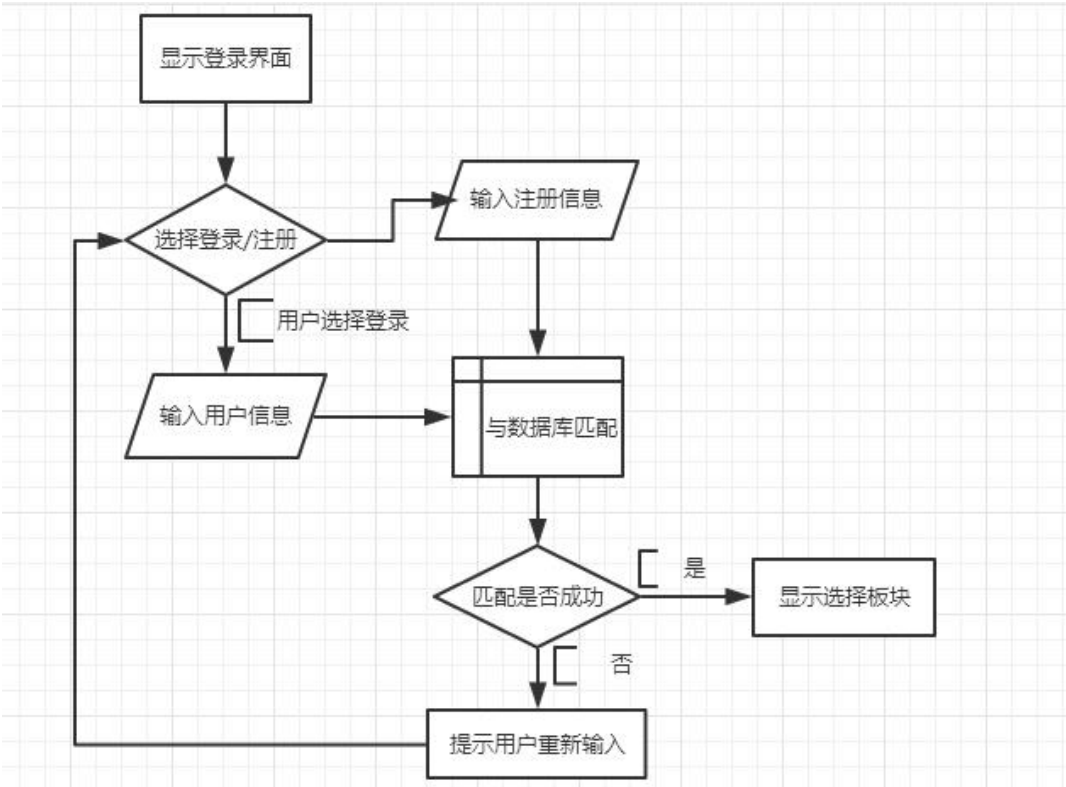 显示登录界面
输入注册信息
选择登录/注册
用户选择登录
输入用户信息
与数据库匹配
是
匹配是否成功
显示选择板块
否
提示用户重新输入